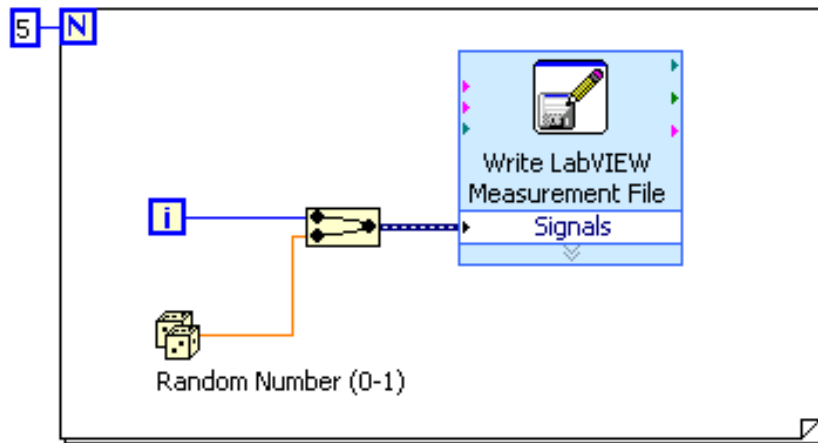 5 N
Write LabVIEW
Measurement File
Signals
i
Random Number (0-1)